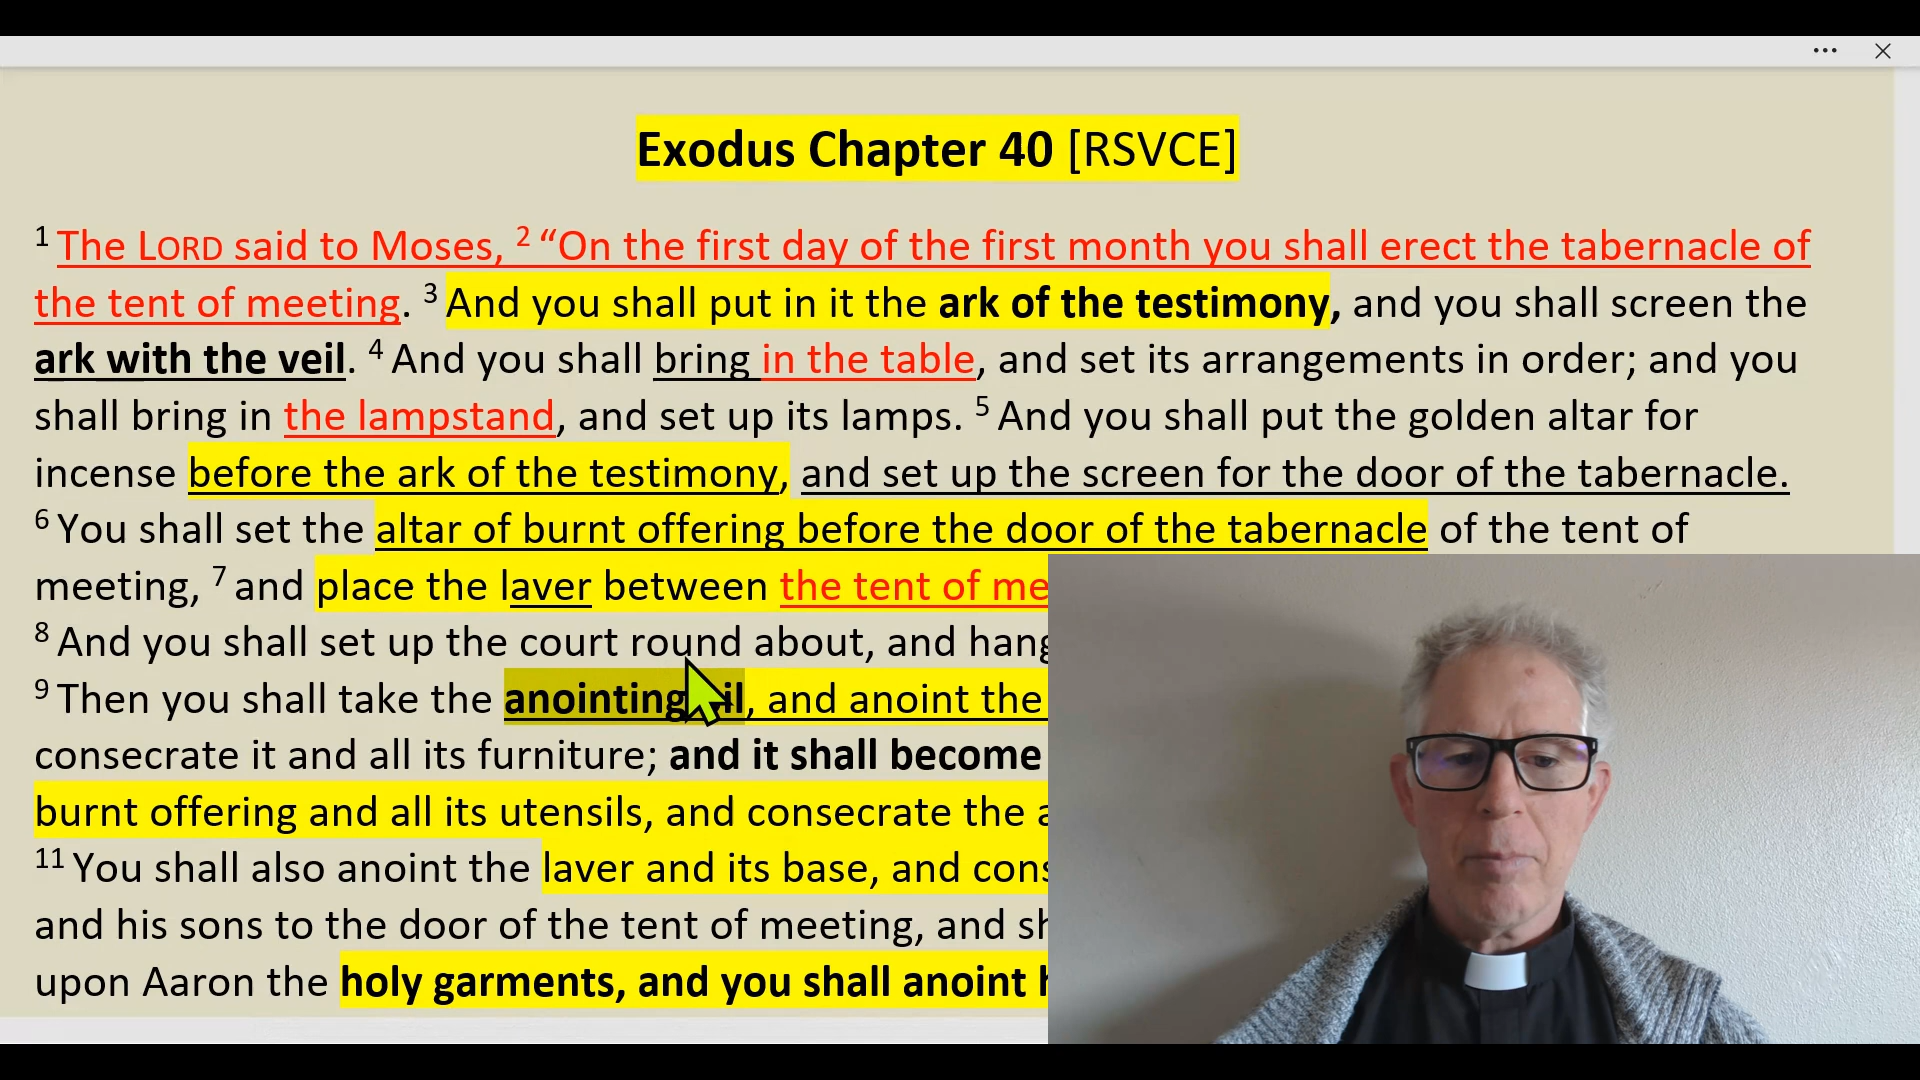 Exodus Chapter 40 [RSVCE]
1 The LORD said to Moses, 2 “On the first day of the first month you shall erect the tabernacle of
the tent of meeting. 3 And you shall put in it the ark of the testimony, and you shall screen the
ark with the veil. 4 And you shall bring in the table, and set its arrangements in order; and you
shall bring in the lampstand, and set up its lamps. 5 And you shall put the golden altar for
incense before the ark of the testimony, and set up the screen for the door of the tabernacle.
6 You shall set the altar of burnt offering before the door of the tabernacle of the tent of
meeting, 7 and place the laver between the tent of me
8 And you shall set up the court round about, and hang
9 Then you shall take the anointing, and anoint the
consecrate it and all its furniture; and it shall become
burnt offering and all its utensils, and consecrate the
11 You shall also anoint the laver and its base, and cons
and his sons to the door of the tent of meeting, and sh
upon Aaron the holy garments, and you shall anoint